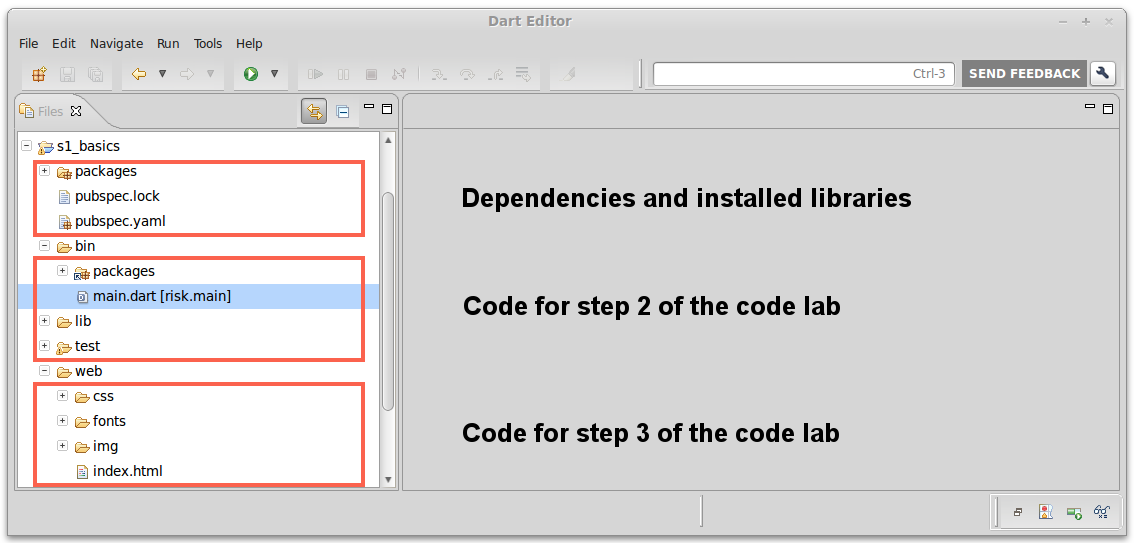 Dart Editor
File Edit Navigate Run Tools Help
Ctrl-3 SEND FEEDBACK
Files
s1_basics
packages
pubspec.lock
pubspec.yaml
bin
packages
main.dart [risk.main]
lib
test
web
css
fonts
img
index.html
Dependencies and installed libraries
Code for step 2 of the code lab
Code for step 3 of the code lab